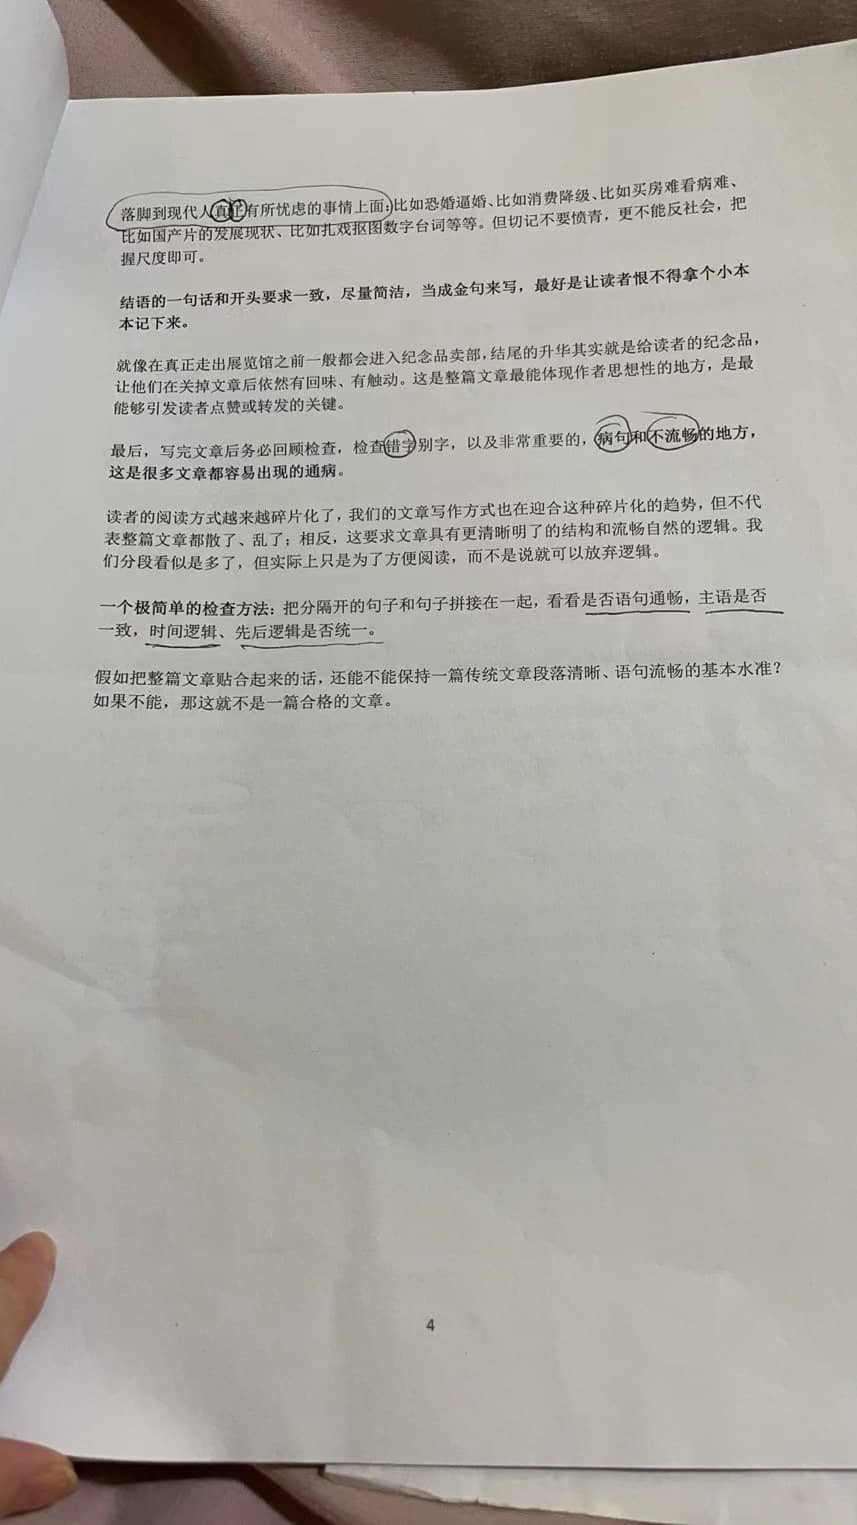 落脚到现代人真正有所忧虑的事情上面:比如恐婚逼婚、比如消费降级、比如买房难看病难、
比如国产片的发展现状、比如扎戏抠图数字台词等等。但切记不要愤青，更不能反社会，把
握尺度即可。
结语的一句话和开头要求一致，尽量简洁，当成金句来写，最好是让读者恨不得拿个小本
本记下来。
就像在真正走出展览馆之前一般都会进入纪念品卖部，结尾的升华其实就是给读者的纪念品，
让他们在关掉文章后依然有回味、有触动。这是整篇文章最能体现作者思想性的地方，是最
能够引发读者点赞或转发的关键。
最后，写完文章后务必回顾检查，检查错字别字，以及非常重要的，病句和不流畅的地方，
这是很多文章都容易出现的通病。
读者的阅读方式越来越碎片化了，我们的文章写作方式也在迎合这种碎片化的趋势，但不代
表整篇文章都散了、乱了；相反，这要求文章具有更清晰明了的结构和流畅自然的逻辑。我
们分段看似是多了，但实际上只是为了方便阅读，而不是说就可以放弃逻辑。
一个极简单的检查方法：把分隔开的句子和句子拼接在一起，看看是否语句通畅，主语是否
一致，时间逻辑、先后逻辑是否统一。
假如把整篇文章贴合起来的话，还能不能保持一篇传统文章段落清晰、语句流畅的基本水准？
如果不能，那这就不是一篇合格的文章。
4